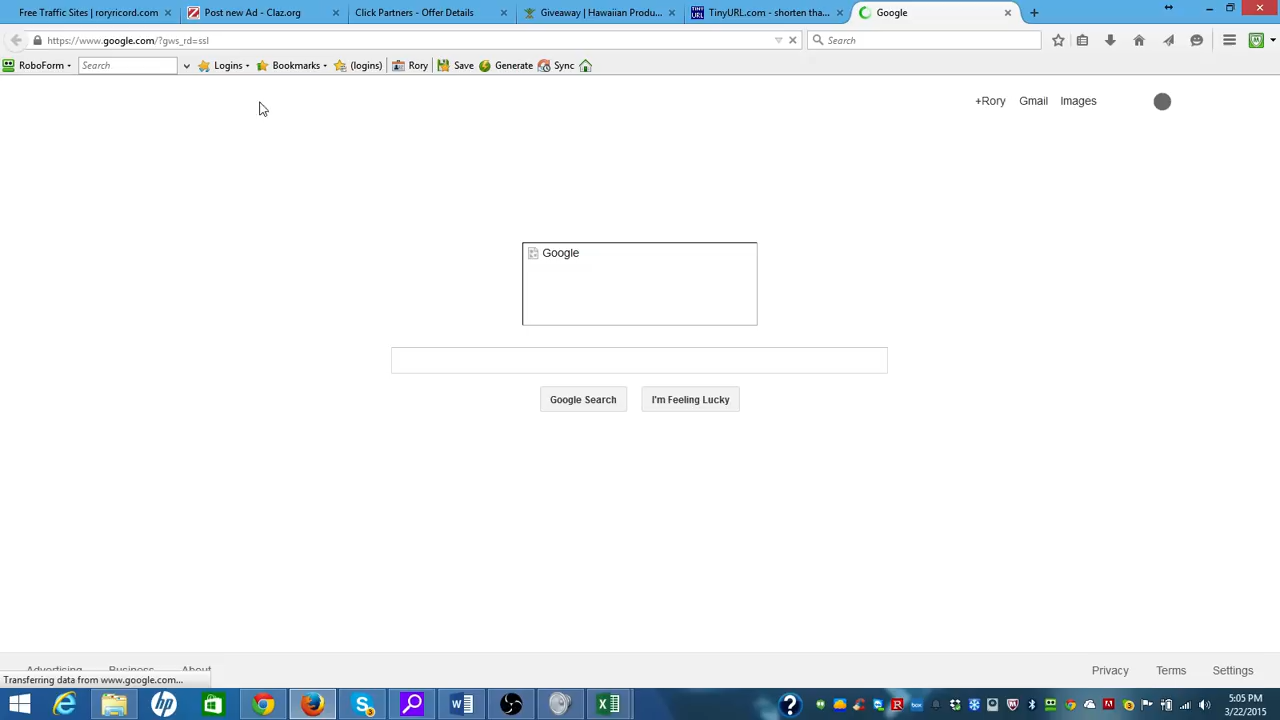 Free Traffic Sites | roryricord.com
Post new Ad - Claz.org
Click Partners - Offer Details
Giveaway | Hawaiian Produ...
TinyURL.com - shorten tha...
Google
https://www.google.com/?gws_rd=ssl
Search
RoboForm
Search
Logins
Bookmarks
(logins)
Rory
Save
Generate
Sync
+Rory
Gmail
Images
Google
Google Search
I'm Feeling Lucky
Advertising
Business
About
Privacy
Terms
Settings
Transferring data from www.google.com...
5:05 PM
3/22/2015